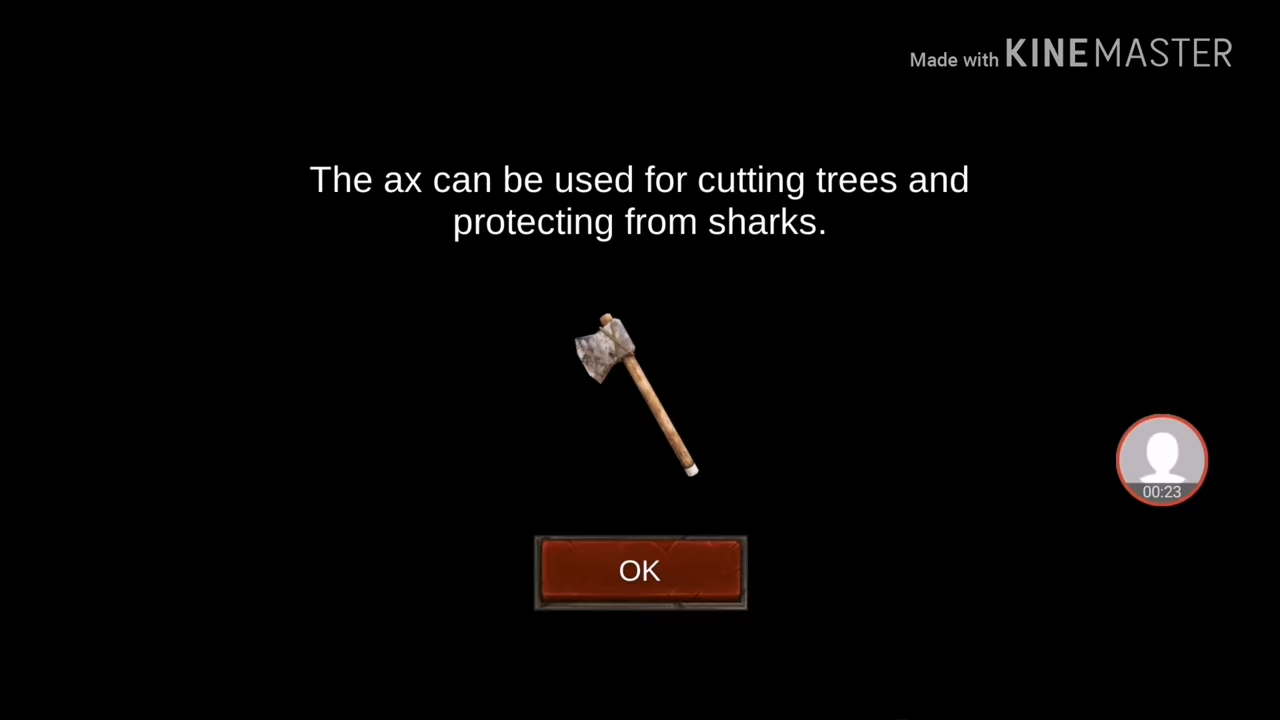 Made with KINEMASTER
The ax can be used for cutting trees and
protecting from sharks.
00:23
OK